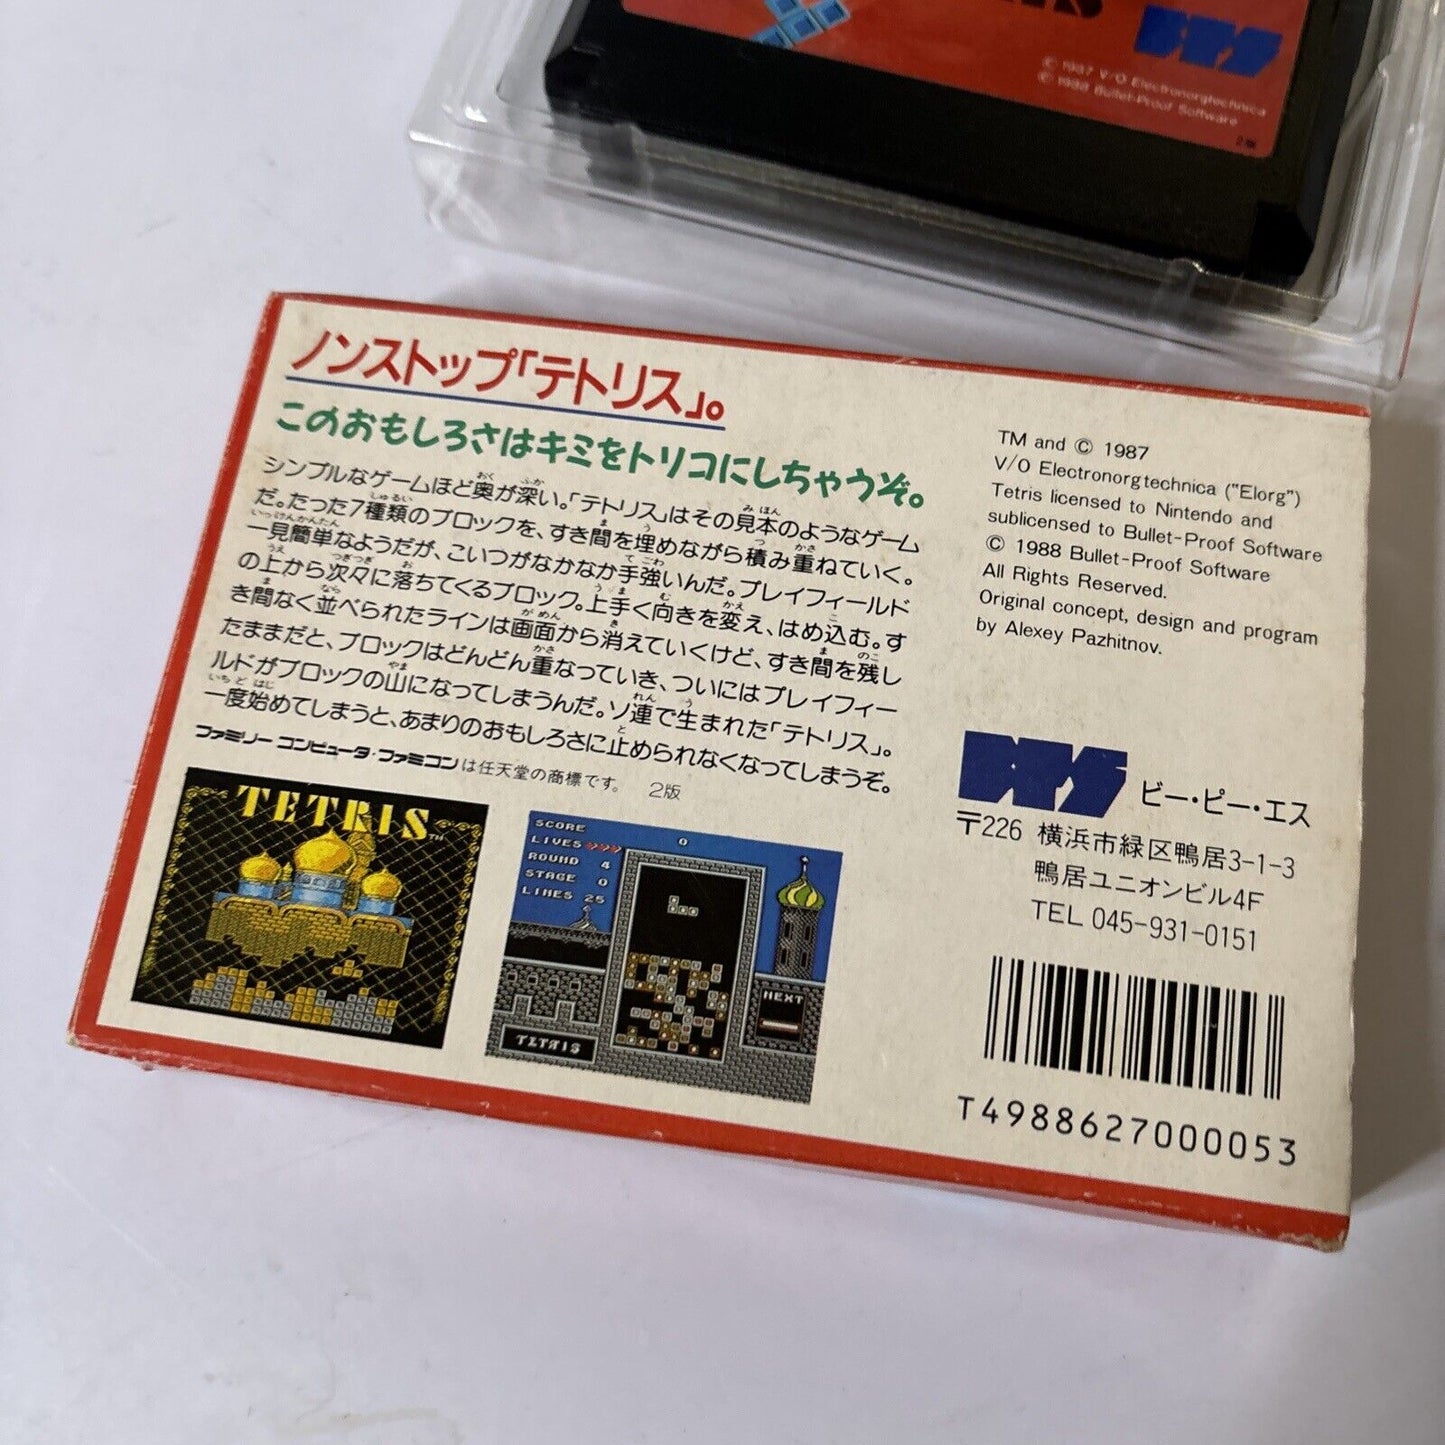 TRIS
BPS
© 1987 V/O Electronorgtechnica
© 1988 Bullet-Proof Software
2版
ノンストップ「テトリス」。
このおもしろさはキミをトリコにしちゃうぞ。
シンプルなゲームほど奥が深い。「テトリス」はその見本のようなゲーム
だ。たった7種類のブロックを、すき間を埋めながら積み重ねていく。
一見簡単なようだが、こいつがなかなか手強いんだ。プレイフィールド
の上から次々に落ちてくるブロック。上手く向きを変え、はめ込む。す
き間なく並べられたラインは画面から消えていくけど、すき間を残し
たままだと、ブロックはどんどん重なっていき、ついにはプレイフィー
ルドがブロックの山になってしまうんだ。ソ連で生まれた「テトリス」。
一度始めてしまうと、あまりのおもしろさに止められなくなってしまうぞ。
ファミリーコンピュータ・ファミコンは任天堂の商標です。 2版
TETRIS™
SCORE 0
LIVES
ROUND 4
STAGE 0
LINES 25
NEXT
TETRIS
TM and © 1987
V/O Electronorgtechnica ("Elorg")
Tetris licensed to Nintendo and
sublicensed to Bullet-Proof Software
© 1988 Bullet-Proof Software
All Rights Reserved.
Original concept, design and program
by Alexey Pazhitnov.
BPS ビー・ピー・エス
〒226 横浜市緑区鴨居3-1-3
鴨居ユニオンビル4F
TEL 045-931-0151
T4988627000053